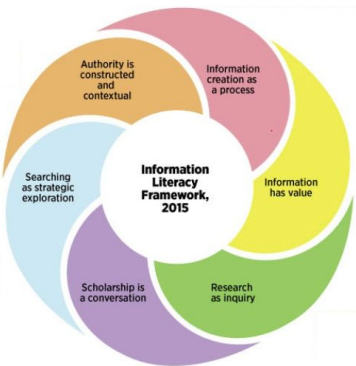 Authority is
constructed
and
contextual
Information
creation as
a process
Information
has value
Research
as inquiry
Scholarship is
a conversation
Searching
as strategic
exploration
Information
Literacy
Framework,
2015